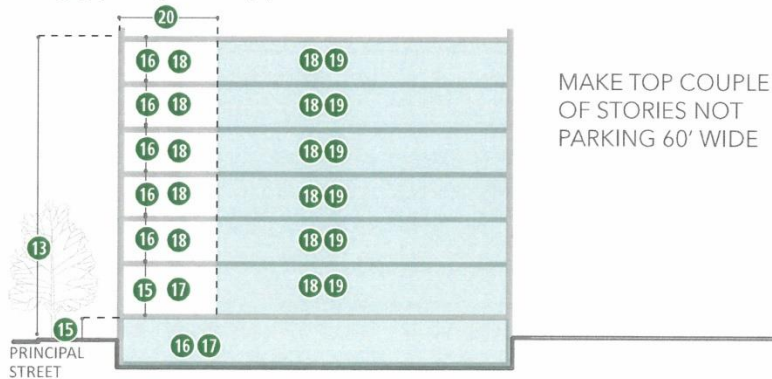 20
16 18 18 19
16 18 18 19
MAKE TOP COUPLE
OF STORIES NOT
PARKING 60' WIDE
16 18 18 19
16 18 18 19
16 18 18 19
13
15 17 18 19
15
16 17
PRINCIPAL
STREET